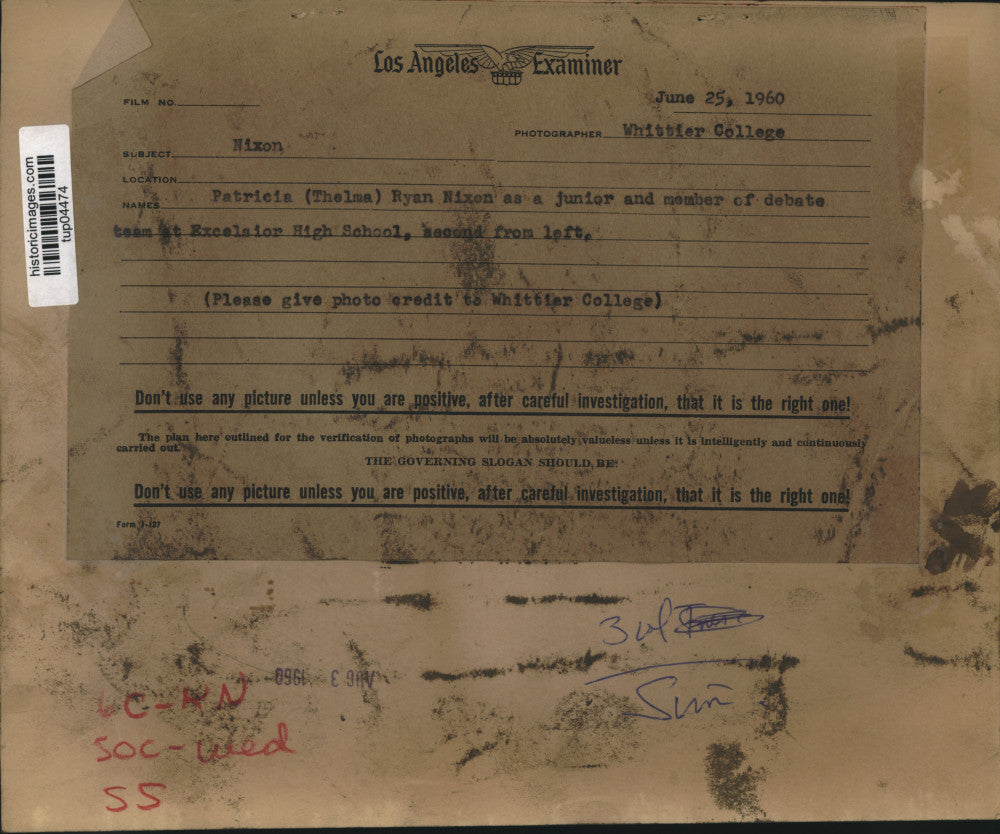 Los Angeles Examiner
FILM NO.
June 25, 1960
PHOTOGRAPHER Whittier College
SUBJECT Nixon
LOCATION
NAMES Patricia (Thelma) Ryan Nixon as a junior and member of debate
team at Excelsior High School, second from left.
(Please give photo credit to Whittier College)
Don't use any picture unless you are positive, after careful investigation, that it is the right one!
The plan here outlined for the verification of photographs will be absolutely valueless unless it is intelligently and continuously
carried out.
THE GOVERNING SLOGAN SHOULD BE:
Don't use any picture unless you are positive, after careful investigation, that it is the right one!
Form J-127
historicimages.com
tup04474
3 col
Sun
AUG 3 1960
SOC-Wed
SS